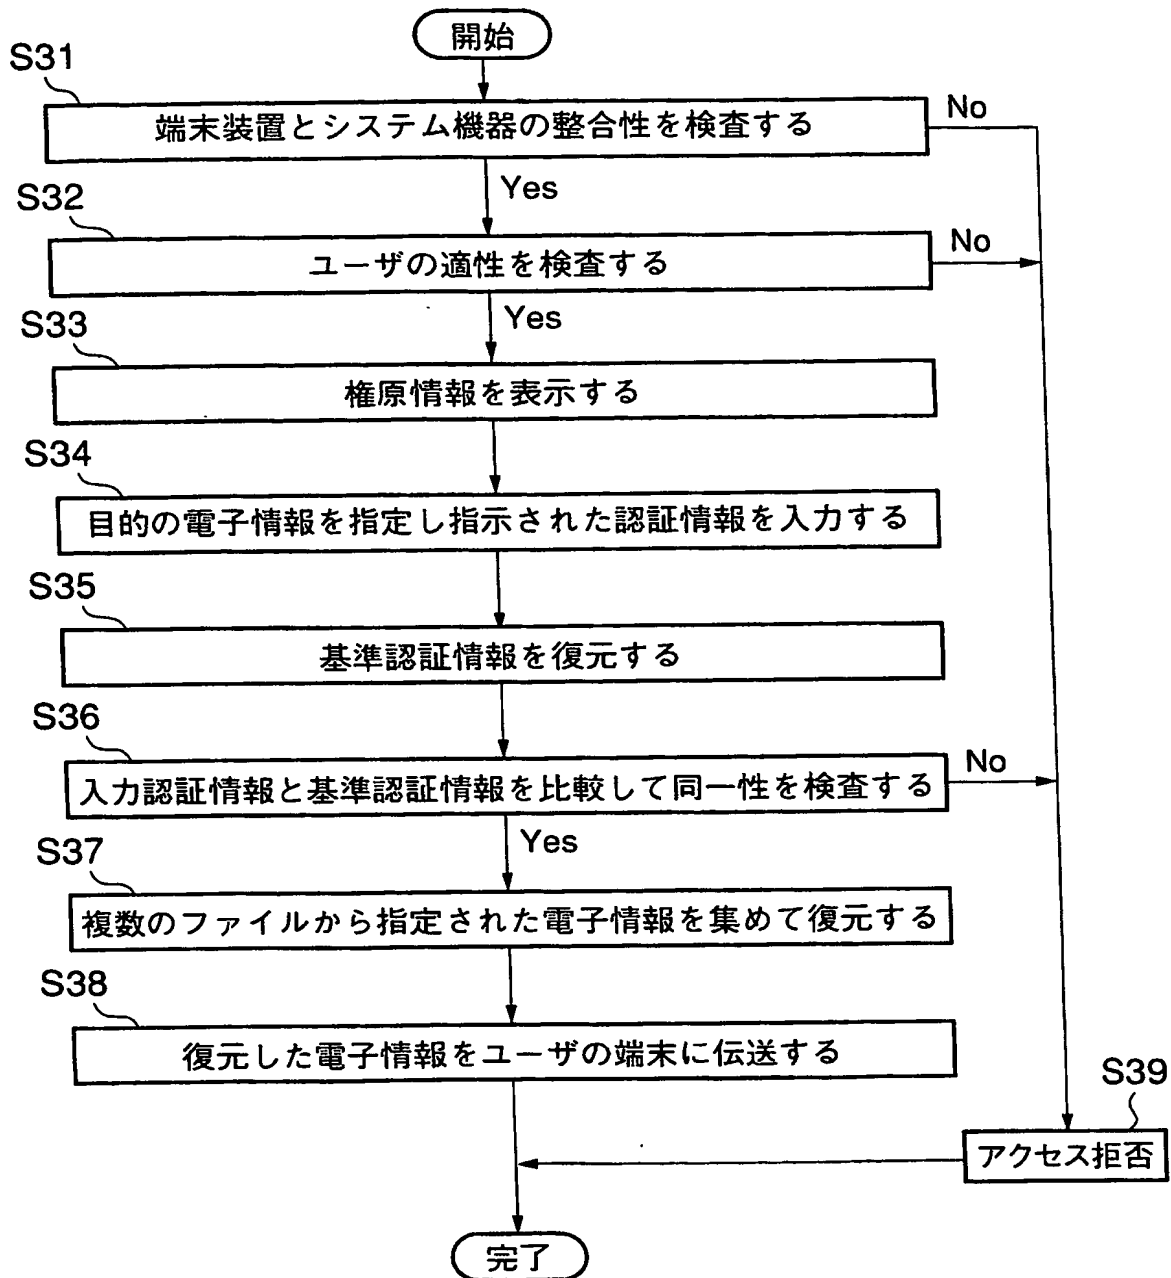 開始
S31
端末装置とシステム機器の整合性を検査する
No
Yes
S32
ユーザの適性を検査する
No
Yes
S33
権原情報を表示する
S34
目的の電子情報を指定し指示された認証情報を入力する
S35
基準認証情報を復元する
S36
入力認証情報と基準認証情報を比較して同一性を検査する
No
Yes
S37
複数のファイルから指定された電子情報を集めて復元する
S38
復元した電子情報をユーザの端末に伝送する
S39
アクセス拒否
完了